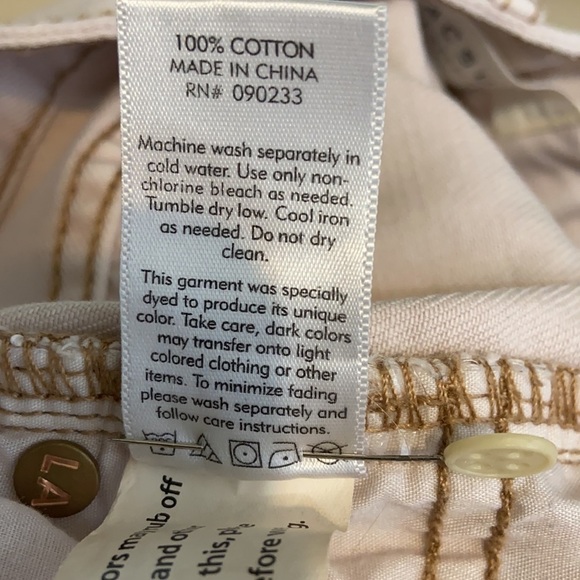 100% COTTON
MADE IN CHINA
RN# 090233
Machine wash separately in
cold water. Use only non-
chlorine bleach as needed.
Tumble dry low. Cool iron
as needed. Do not dry
clean.
This garment was specially
dyed to produce its unique
color. Take care, dark colors
may transfer onto light
colored clothing or other
items. To minimize fading
please wash separately and
follow care instructions.
LA
ub off
this,